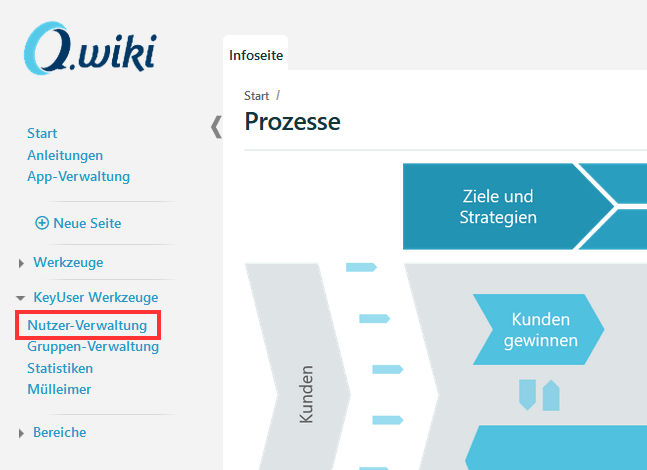 Q.wiki
Infoseite
Start /
Prozesse
Start
Anleitungen
App-Verwaltung
Neue Seite
Werkzeuge
KeyUser Werkzeuge
Nutzer-Verwaltung
Gruppen-Verwaltung
Statistiken
Mülleimer
Bereiche
Ziele und
Strategien
Kunden
Kunden
gewinnen